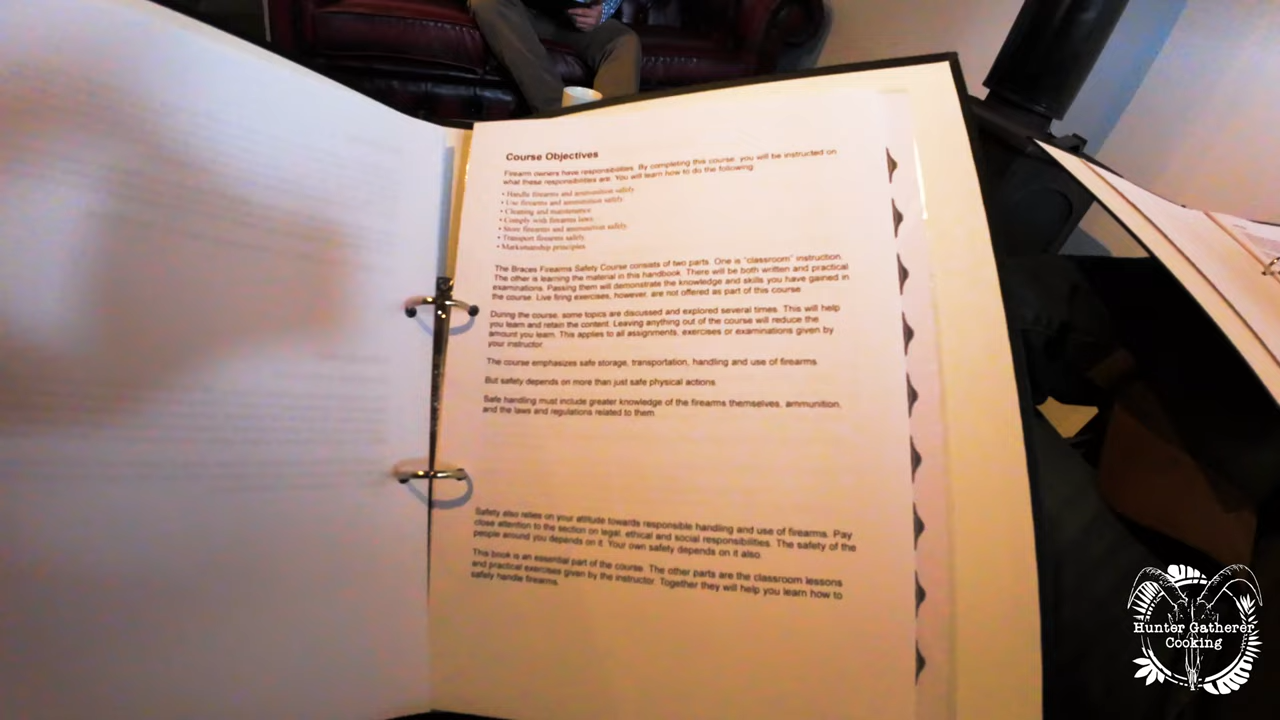 Course Objectives
Firearm owners have responsibilities. By completing this course, you will be instructed on
what these responsibilities are. You will learn how to do the following:
• Handle firearms and ammunition safely
• Use firearms and ammunition safely
• Cleaning and maintenance
• Comply with firearms laws
• Store firearms and ammunition safely
• Transport firearms safely
• Marksmanship principles
The Braces Firearms Safety Course consists of two parts. One is "classroom" instruction.
The other is learning the material in this handbook. There will be both written and practical
examinations. Passing them will demonstrate the knowledge and skills you have gained in
the course. Live firing exercises, however, are not offered as part of this course.
During the course, some topics are discussed and explored several times. This will help
you learn and retain the content. Leaving anything out of the course will reduce the
amount you learn. This applies to all assignments, exercises or examinations given by
your instructor.
The course emphasizes safe storage, transportation, handling and use of firearms.
But safety depends on more than just safe physical actions.
Safe handling must include greater knowledge of the firearms themselves, ammunition,
and the laws and regulations related to them.
Safety also relies on your attitude towards responsible handling and use of firearms. Pay
close attention to the section on legal, ethical and social responsibilities. The safety of the
people around you depends on it. Your own safety depends on it also.
This book is an essential part of the course. The other parts are the classroom lessons
and practical exercises given by the instructor. Together they will help you learn how to
safely handle firearms.
Hunter Gatherer
Cooking